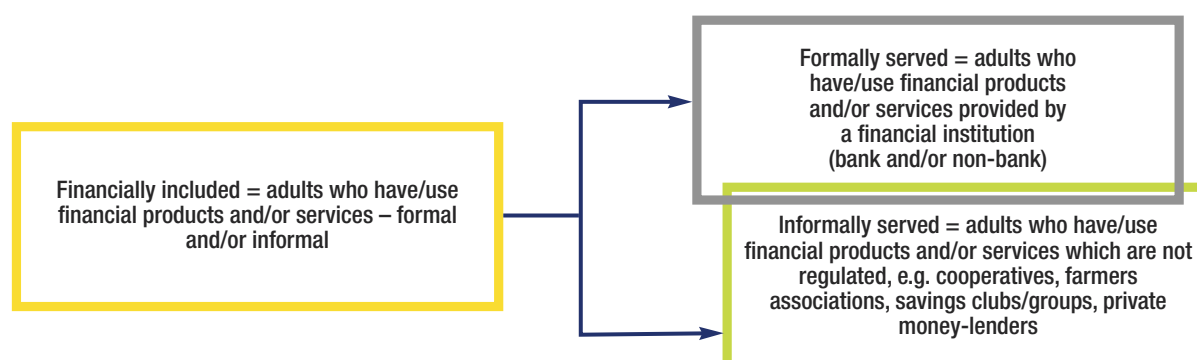 Financially included = adults who have/use
financial products and/or services – formal
and/or informal
Formally served = adults who
have/use financial products
and/or services provided by
a financial institution
(bank and/or non-bank)
Informally served = adults who have/use
financial products and/or services which are not
regulated, e.g. cooperatives, farmers
associations, savings clubs/groups, private
money-lenders